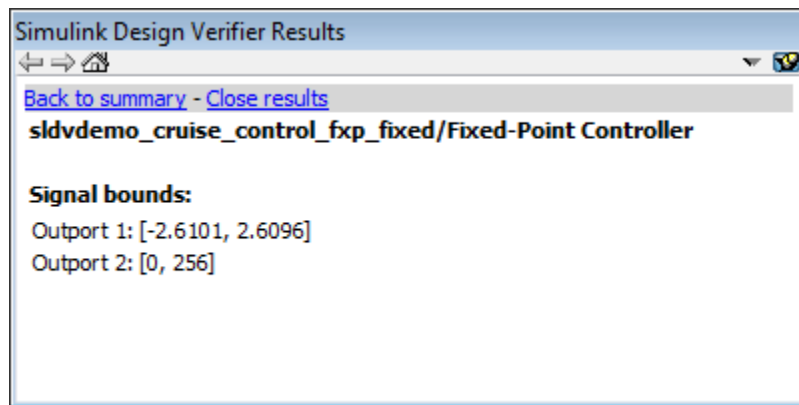 Simulink Design Verifier Results
Back to summary - Close results
sldvdemo_cruise_control_fxp_fixed/Fixed-Point Controller
Signal bounds:
Outport 1: [-2.6101, 2.6096]
Outport 2: [0, 256]